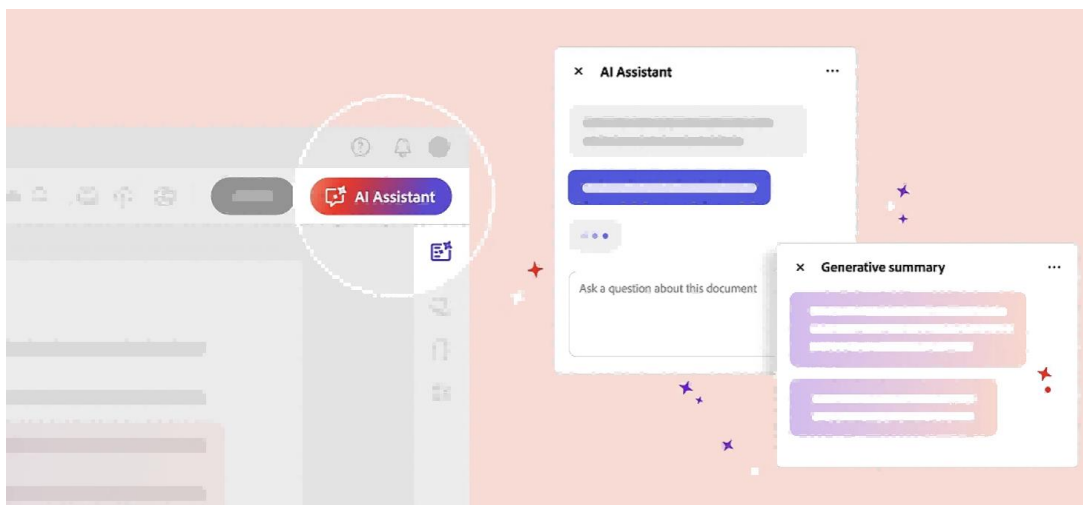 AI Assistant
AI Assistant
Ask a question about this document
Generative summary